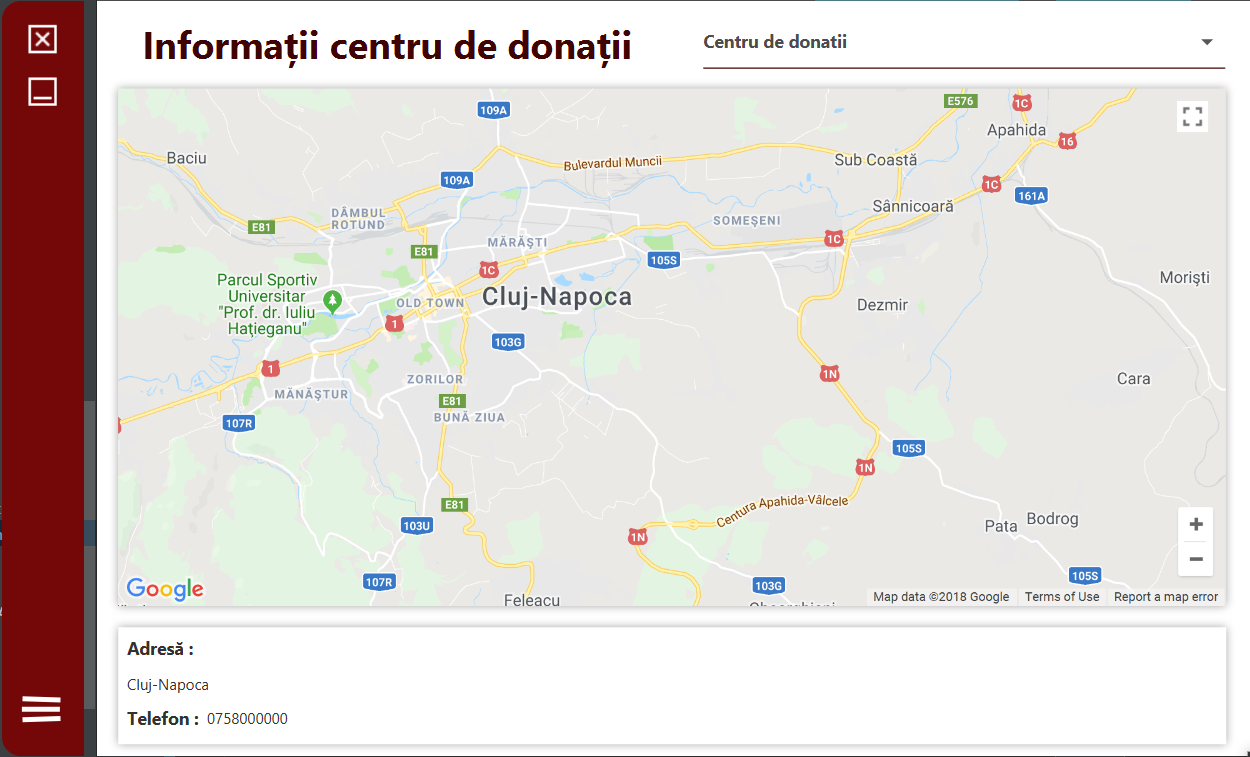 Informații centru de donații
Centru de donatii
109A
E576
1C
Apahida
16
Baciu
Bulevardul Muncii
Sub Coastă
109A
1C
161A
Sânnicoară
DÂMBUL
ROTUND
E81
SOMEȘENI
MĂRĂȘTI
1C
E81
105S
1C
Morişti
Parcul Sportiv
Universitar
"Prof. dr. Iuliu
Hațieganu"
OLD TOWN
Cluj-Napoca
Dezmir
1
103G
1
1N
ZORILOR
Cara
MĂNĂȘTUR
E81
BUNĂ ZIUA
107R
105S
1N
E81
Centura Apahida-Vâlcele
103U
Pata
Bodrog
1N
+
−
107R
105S
103G
Google
Feleacu
Map data ©2018 Google
Terms of Use
Report a map error
Adresă :
Cluj-Napoca
Telefon : 0758000000